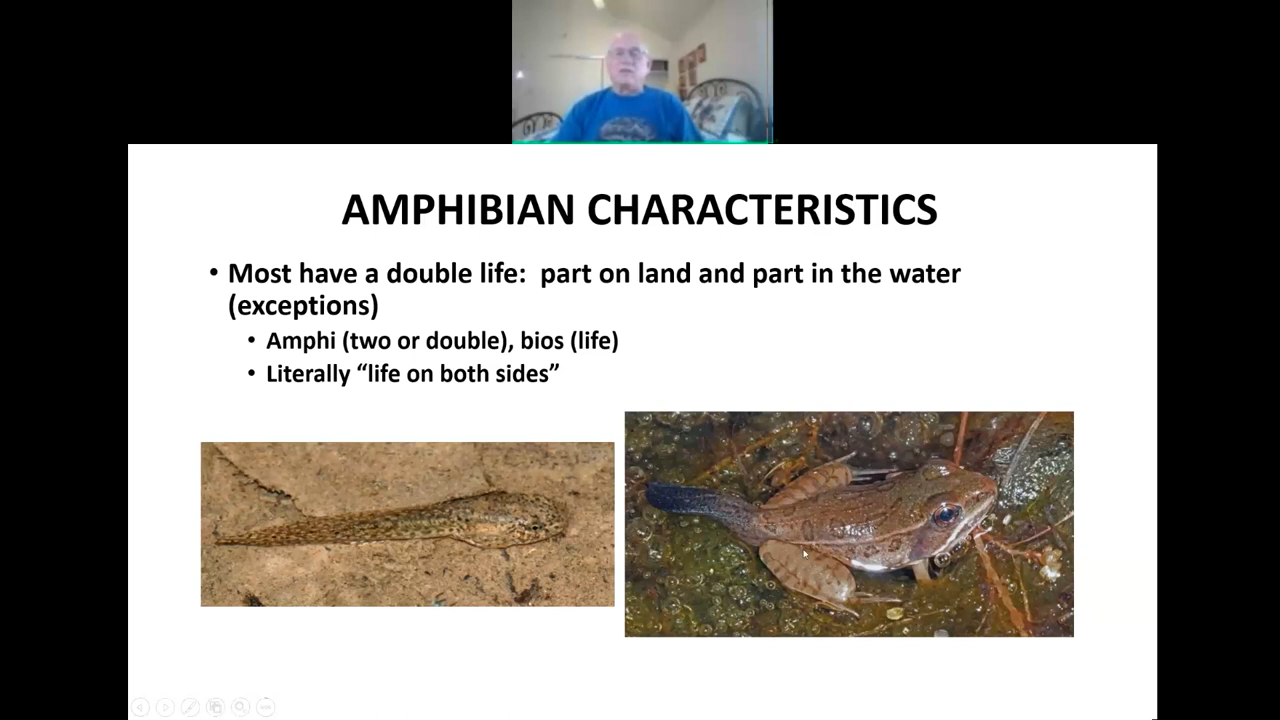 AMPHIBIAN CHARACTERISTICS
• Most have a double life:  part on land and part in the water
(exceptions)
• Amphi (two or double), bios (life)
• Literally “life on both sides”